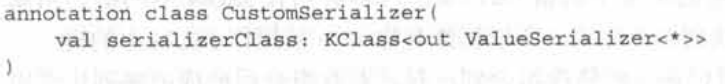 annotation class CustomSerializer(
    val serializerClass: KClass<out ValueSerializer<*>>
)